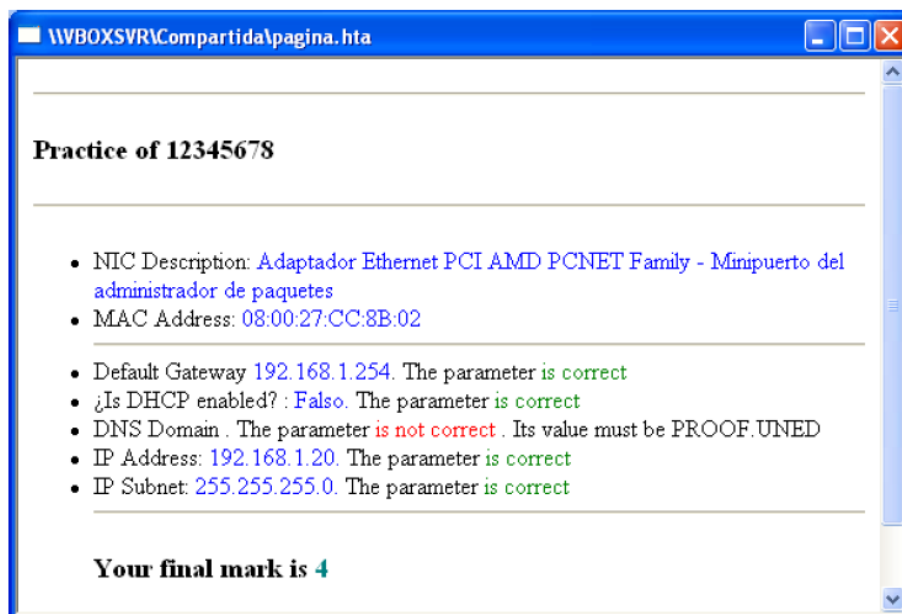 \\VBOXSVR\Compartida\pagina.hta
Practice of 12345678
• NIC Description: Adaptador Ethernet PCI AMD PCNET Family - Minipuerto del
administrador de paquetes
• MAC Address: 08:00:27:CC:8B:02
• Default Gateway 192.168.1.254. The parameter is correct
• ¿Is DHCP enabled? : Falso. The parameter is correct
• DNS Domain . The parameter is not correct . Its value must be PROOF.UNED
• IP Address: 192.168.1.20. The parameter is correct
• IP Subnet: 255.255.255.0. The parameter is correct
Your final mark is 4